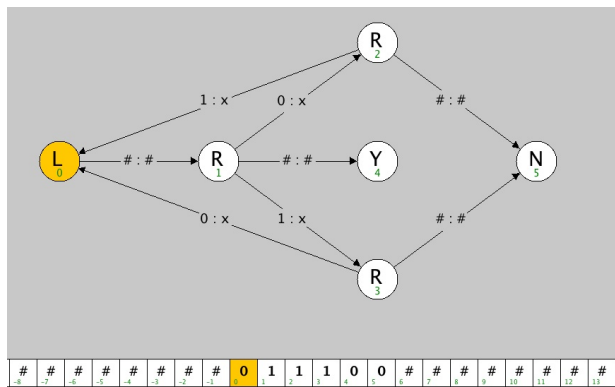 R
2
1 : x 0 : x # : #
L # : # R # : # Y N
0 1 4 5
0 : x 1 : x # : #
R
3
# # # # # # # # 0 1 1 1 0 0 # # # # # # # #
-8 -7 -6 -5 -4 -3 -2 -1 0 1 2 3 4 5 6 7 8 9 10 11 12 13